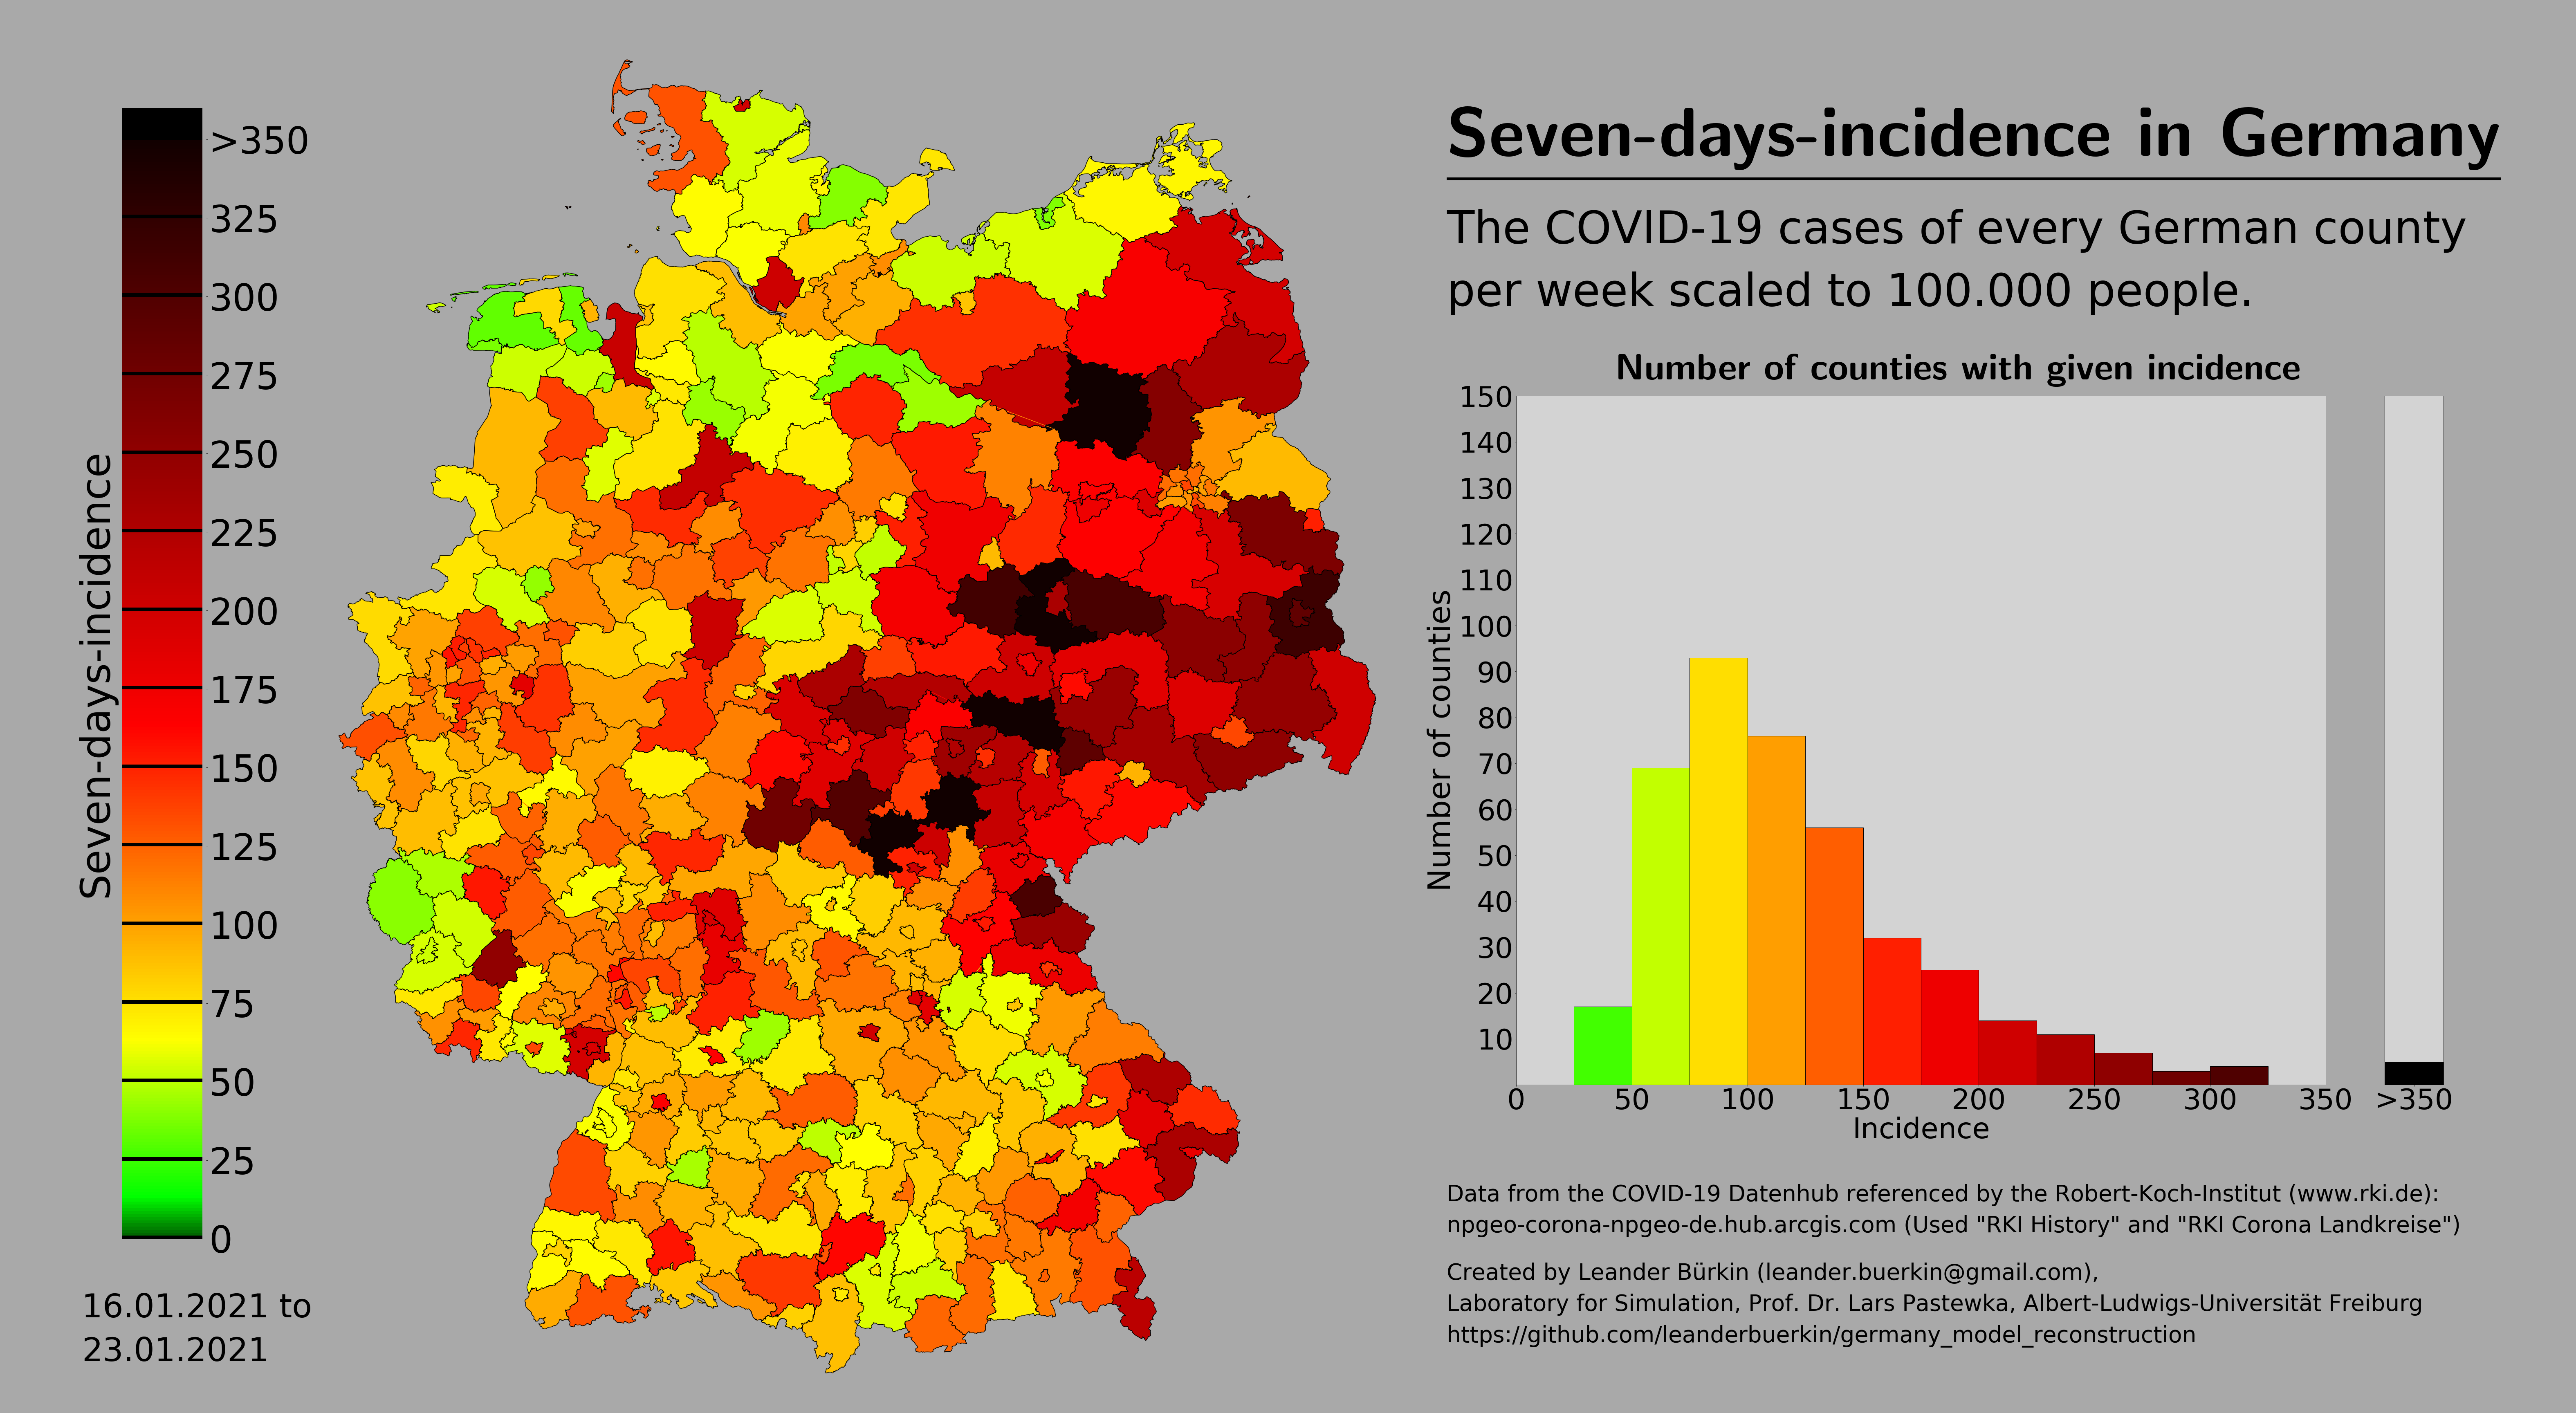 Seven-days-incidence in Germany
The COVID-19 cases of every German county
per week scaled to 100.000 people.
>350
325
300
275
250
225
200
175
150
125
100
75
50
25
0
Seven-days-incidence
16.01.2021 to
23.01.2021
Number of counties with given incidence
150
140
130
120
110
100
90
80
70
60
50
40
30
20
10
Number of counties
0 50 100 150 200 250 300 350 >350
Incidence
Data from the COVID-19 Datenhub referenced by the Robert-Koch-Institut (www.rki.de):
npgeo-corona-npgeo-de.hub.arcgis.com (Used "RKI History" and "RKI Corona Landkreise")
Created by Leander Bürkin (leander.buerkin@gmail.com),
Laboratory for Simulation, Prof. Dr. Lars Pastewka, Albert-Ludwigs-Universität Freiburg
https://github.com/leanderbuerkin/germany_model_reconstruction